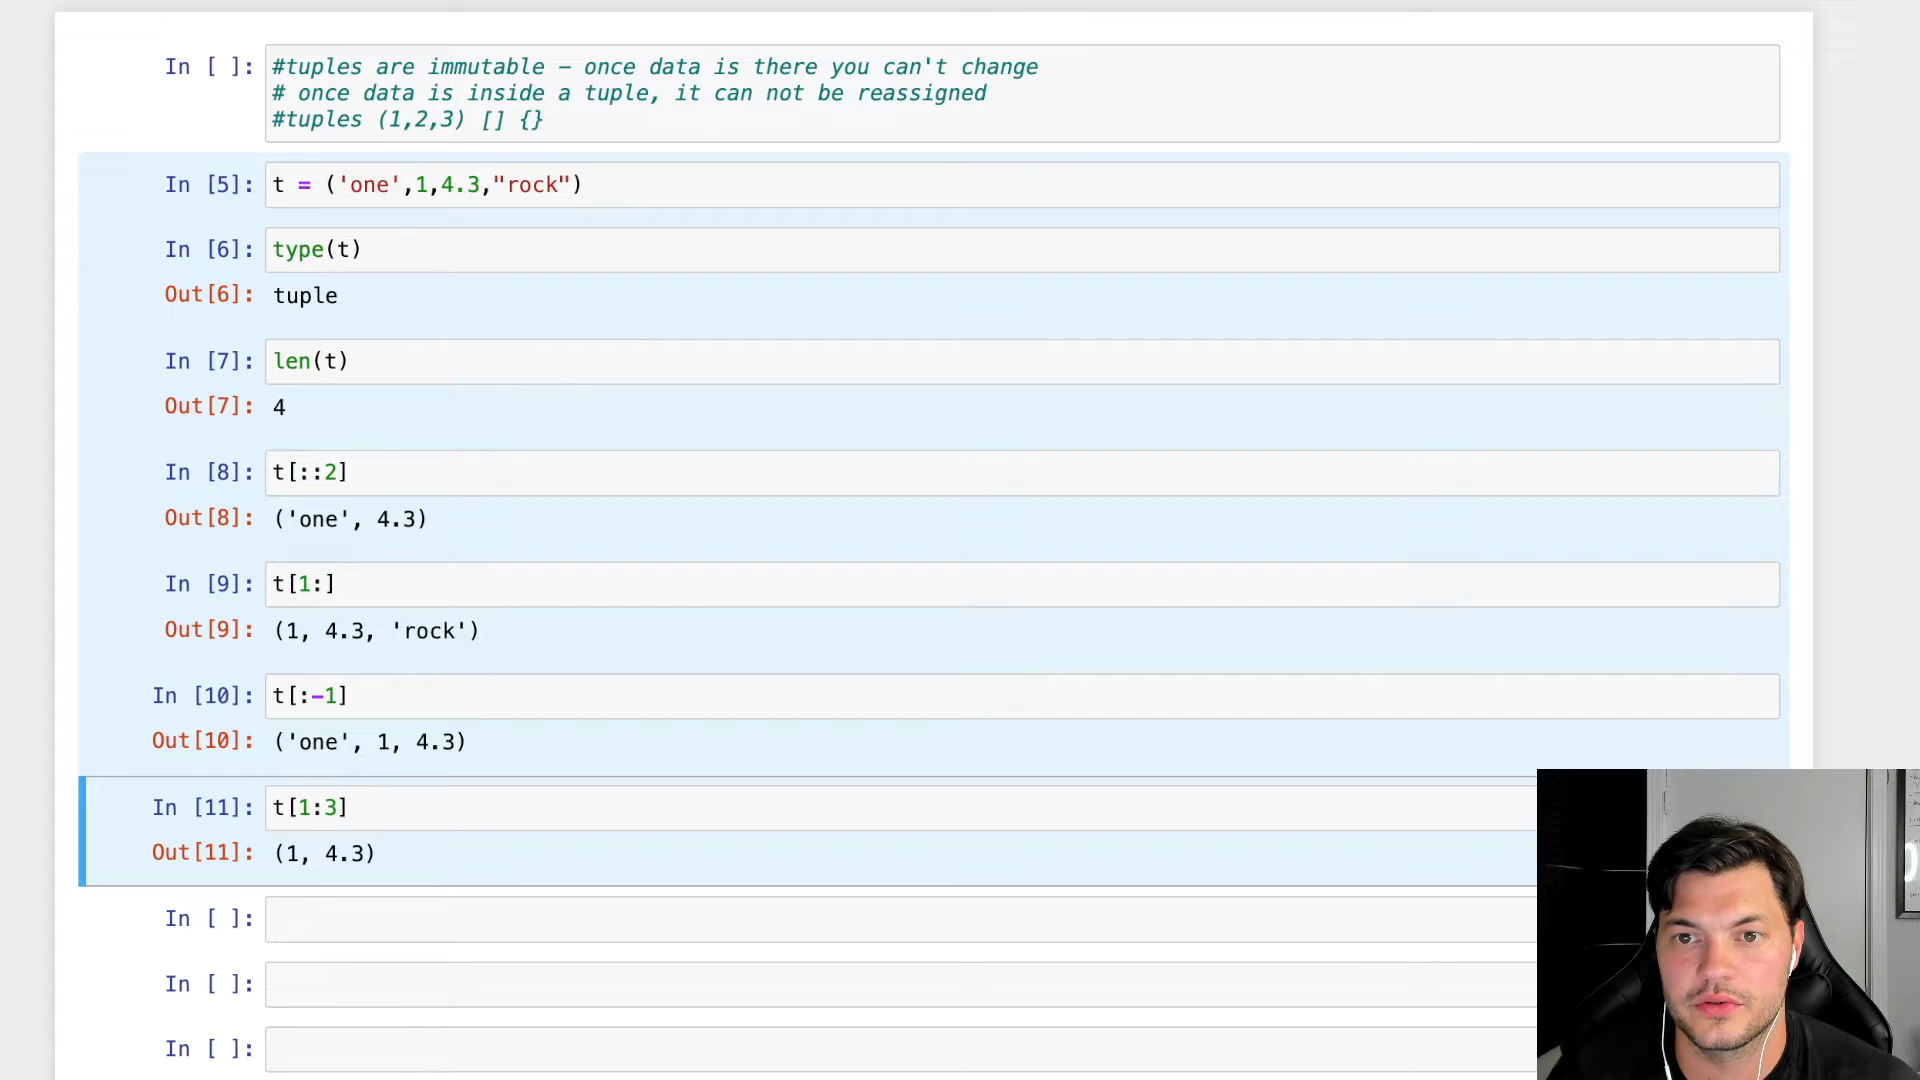 In [ ]: #tuples are immutable – once data is there you can't change
# once data is inside a tuple, it can not be reassigned
#tuples (1,2,3) [] {}
In [5]: t = ('one',1,4.3,"rock")
In [6]: type(t)
Out[6]: tuple
In [7]: len(t)
Out[7]: 4
In [8]: t[::2]
Out[8]: ('one', 4.3)
In [9]: t[1:]
Out[9]: (1, 4.3, 'rock')
In [10]: t[:-1]
Out[10]: ('one', 1, 4.3)
In [11]: t[1:3]
Out[11]: (1, 4.3)
In [ ]:
In [ ]:
In [ ]: